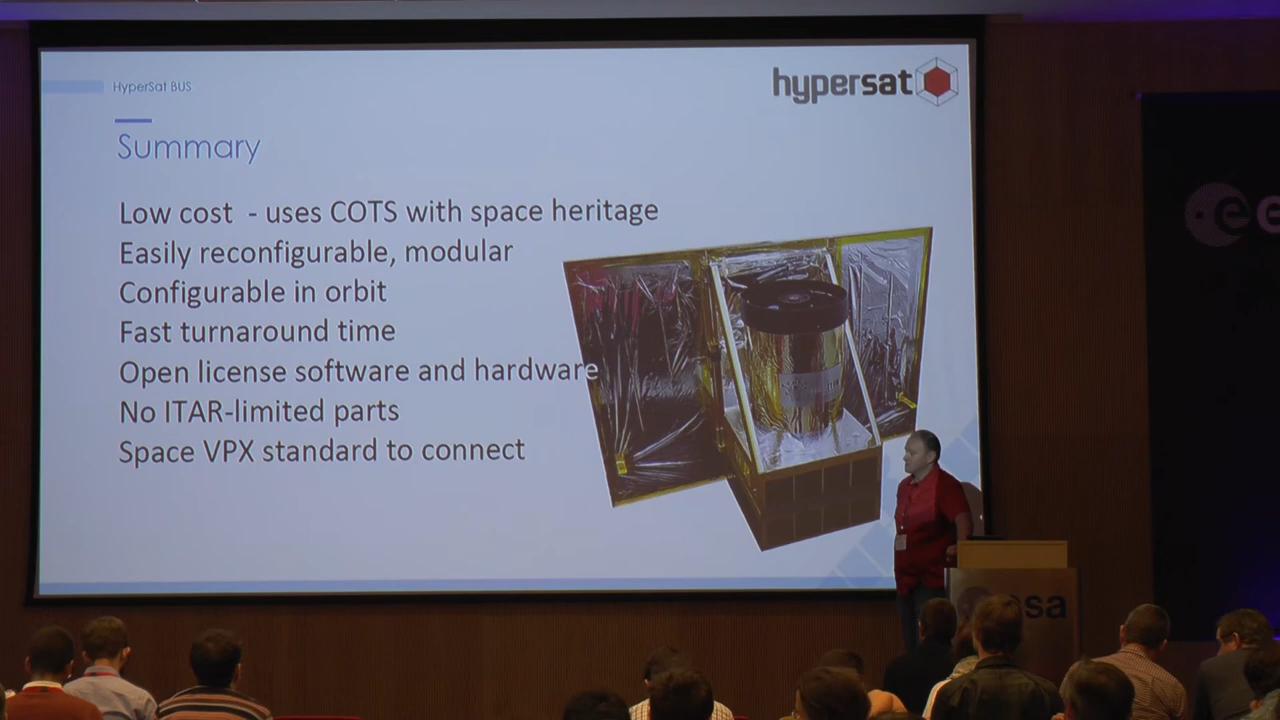 HyperSat BUS
hypersat
Summary
Low cost - uses COTS with space heritage
Easily reconfigurable, modular
Configurable in orbit
Fast turnaround time
Open license software and hardware
No ITAR-limited parts
Space VPX standard to connect
esa